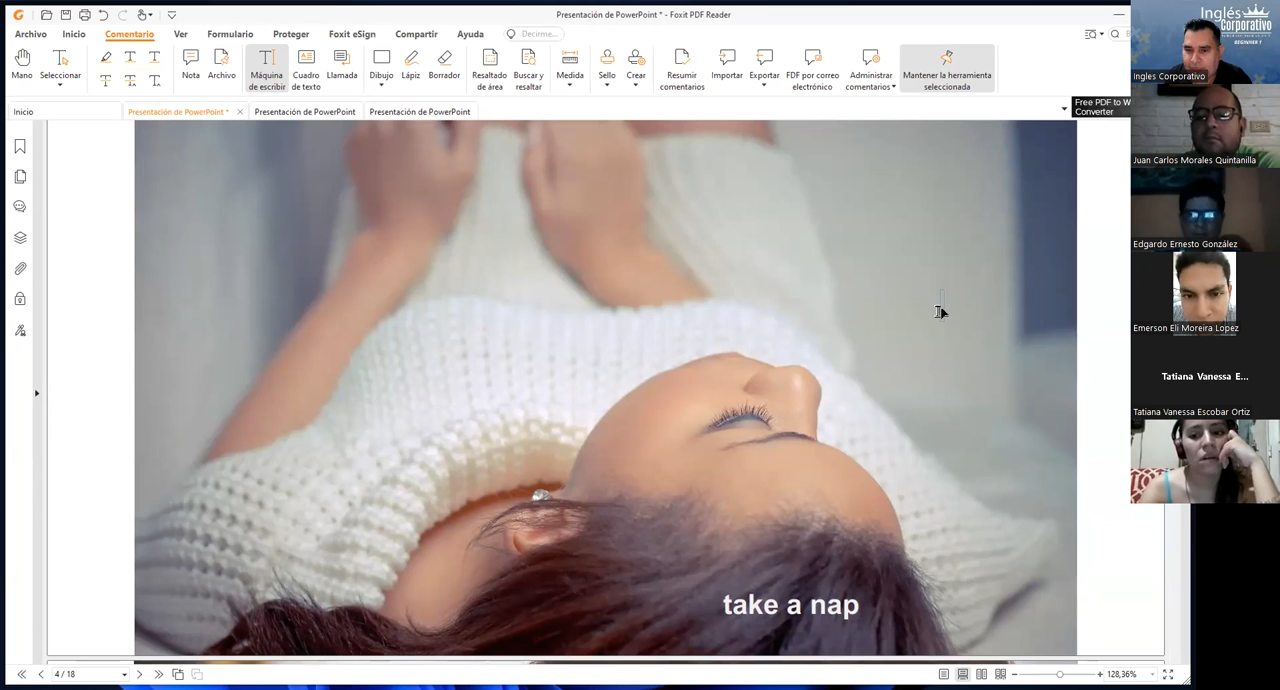 Presentación de PowerPoint * - Foxit PDF Reader
Archivo Inicio Comentario Ver Formulario Proteger Foxit eSign Compartir Ayuda Decirme...
Mano Seleccionar Nota Archivo Máquina de escribir Cuadro de texto Llamada Dibujo Lápiz Borrador Resaltado de área Buscar y resaltar Medida Sello Crear Resumir comentarios Importar Exportar FDF por correo electrónico Administrar comentarios Mantener la herramienta seleccionada
Inicio Presentación de PowerPoint * Presentación de PowerPoint Presentación de PowerPoint
Free PDF to W
Converter
take a nap
4 / 18
128,36%
Inglés
Corporativo
BEGINNER 1
Ingles Corporativo
Juan Carlos Morales Quintanilla
Edgardo Ernesto González
Emerson Eli Moreira Lopez
Tatiana Vanessa E...
Tatiana Vanessa Escobar Ortiz